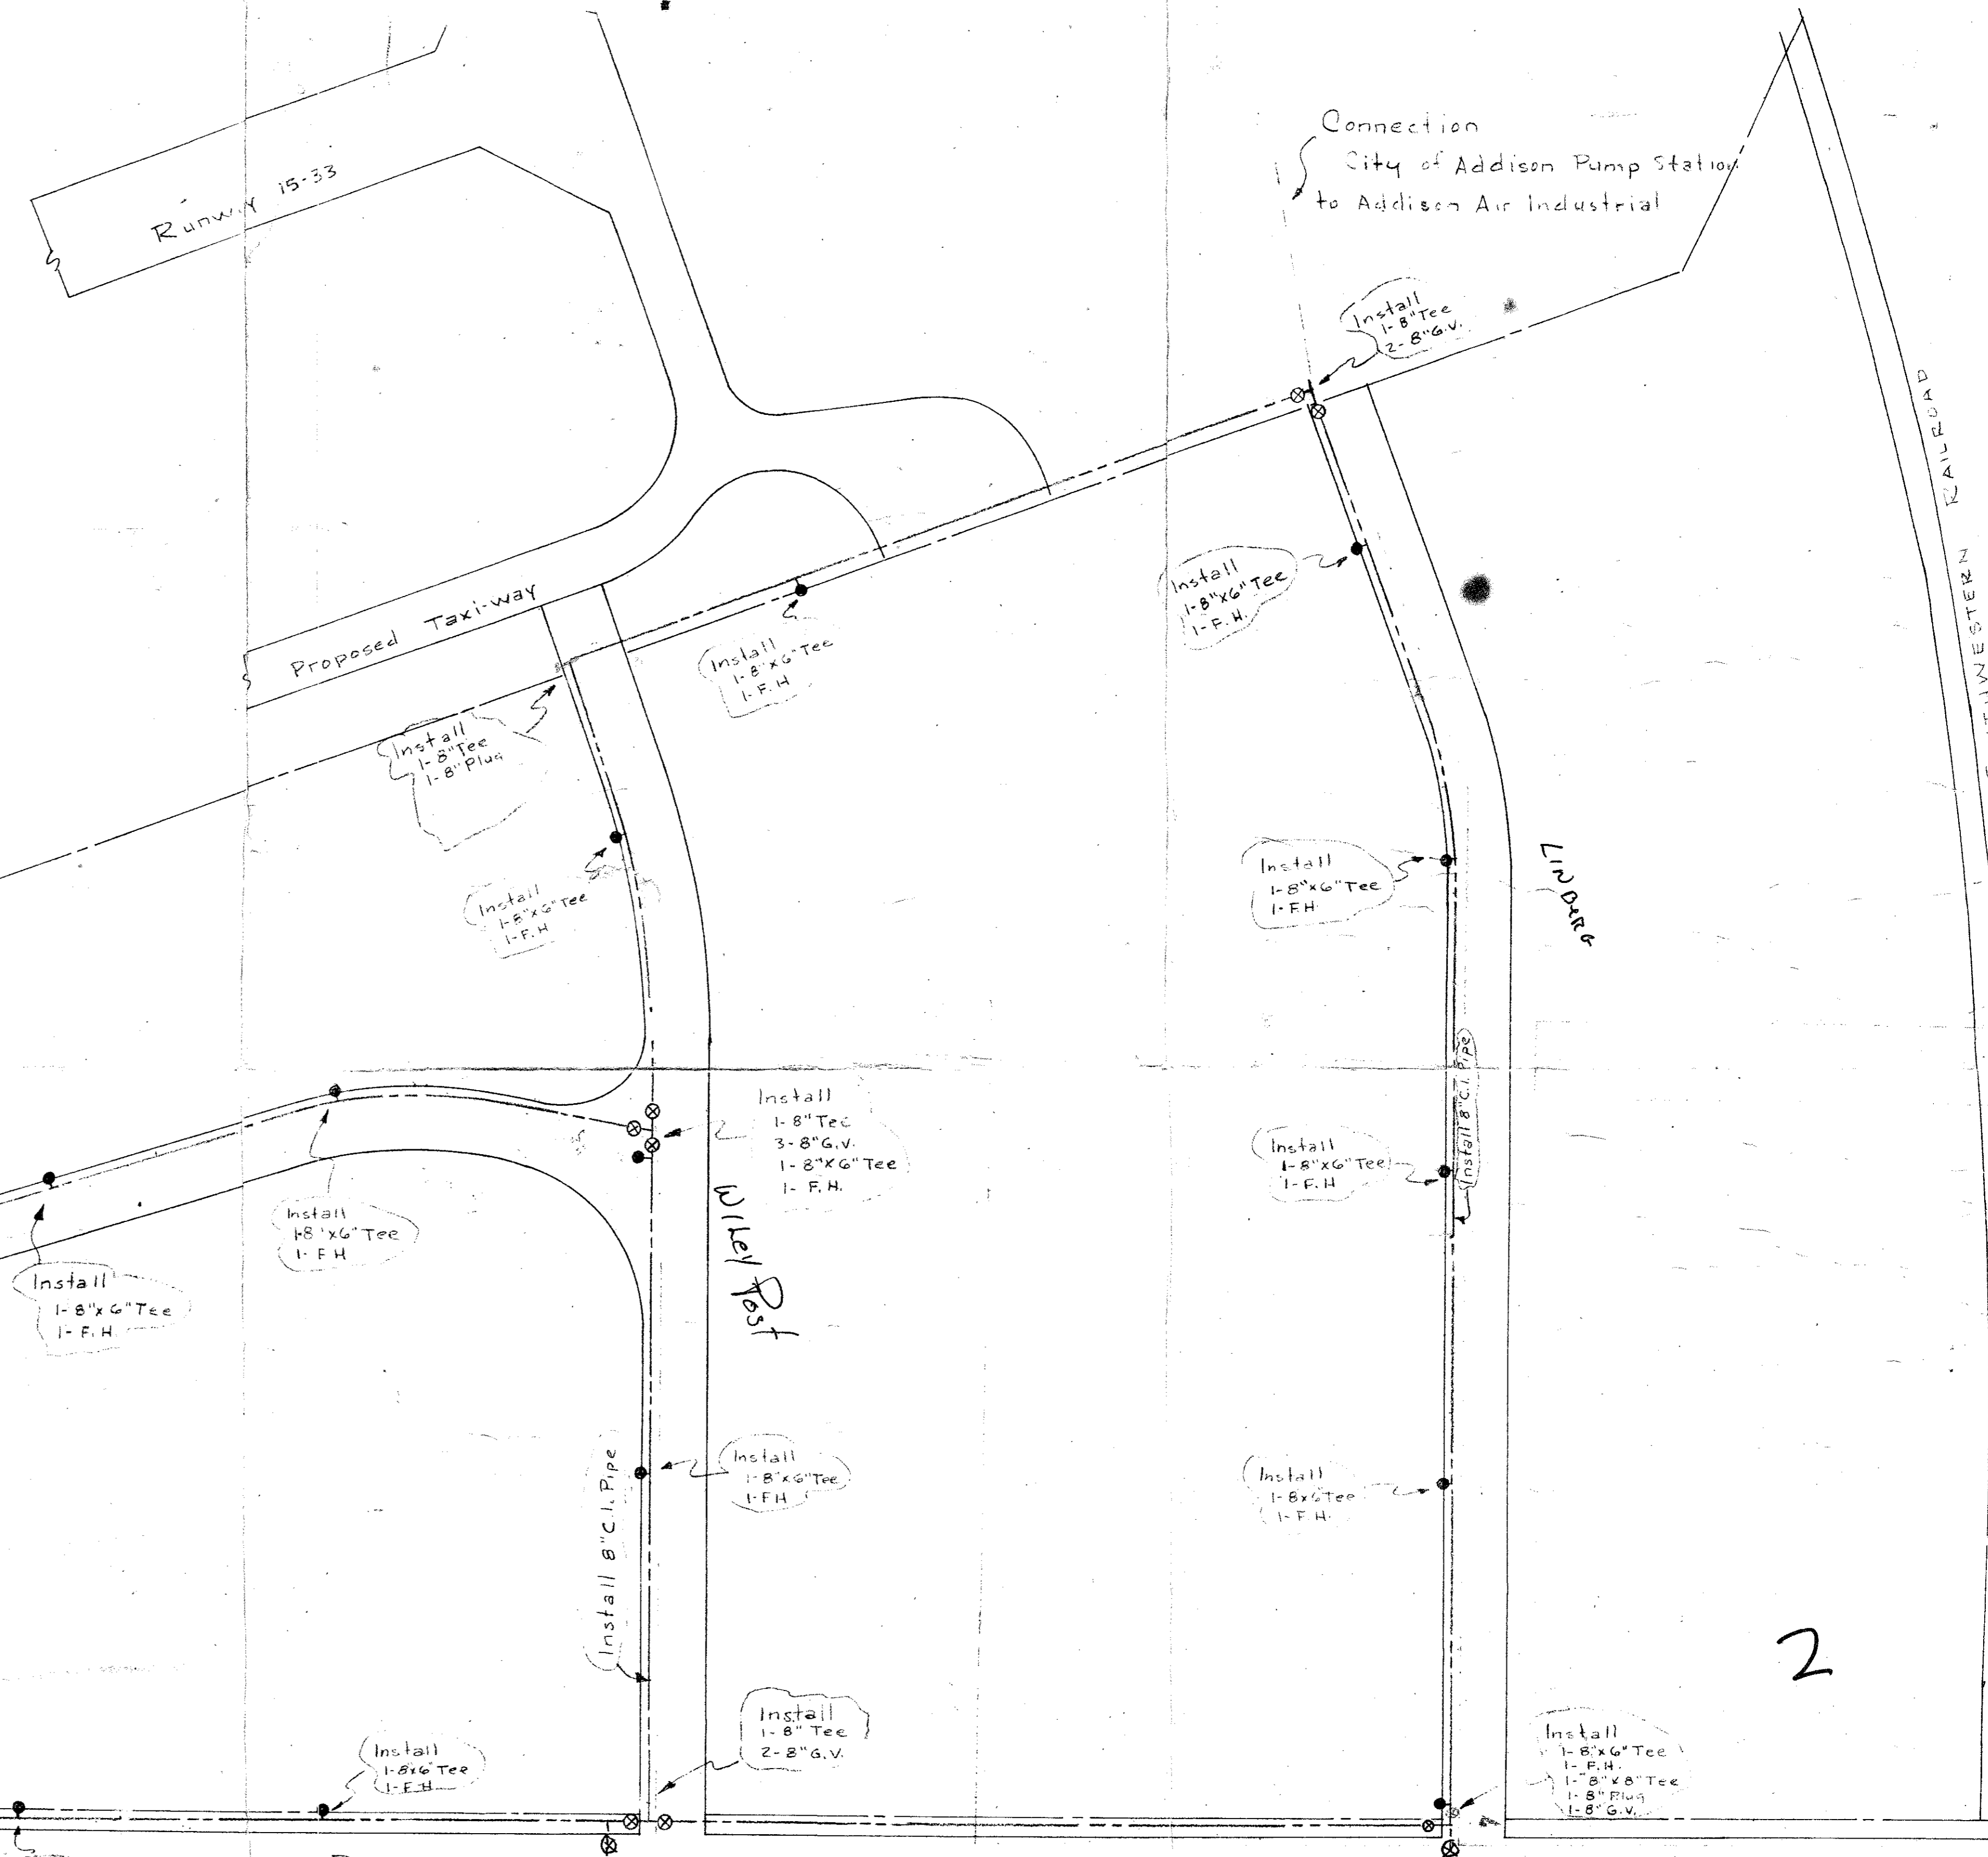 Runway 15-33
Connection
City of Addison Pump Station
to Addison Air Industrial
Install
1-8"Tee
2-8"G.V.
RAILROAD
Install
1-8"x6"Tee
1-F.H.
Proposed Taxi-way
Install
1-8"x6"Tee
1-F.H
Install
1-8"Tee
1-8"Plug
Install
1-8"x6"Tee
1-F.H
Install
1-8"x6"Tee
1-F.H.
LINDBERG
Install 8"C.I. Pipe
Install
1-8"Tee
3-8"G.V.
1-8"x6"Tee
1- F.H.
Install
1-8"x6"Tee
1-F.H
Wiley Post
Install
1-8"x6"Tee
1-F.H
Install
1-8"x6"Tee
1-F.H.
Install
1-8"x6"Tee
1-F.H
Install
1-8x6Tee
1-F.H.
Install 8"C.I. Pipe
2
Install
1-8" Tee
2-8"G.V.
Install
1-8x6"Tee
1-F.H
Install
1-8"x6"Tee
1-F.H.
1-"8"x8"Tee
1-8" Plug
1-8" G.V.